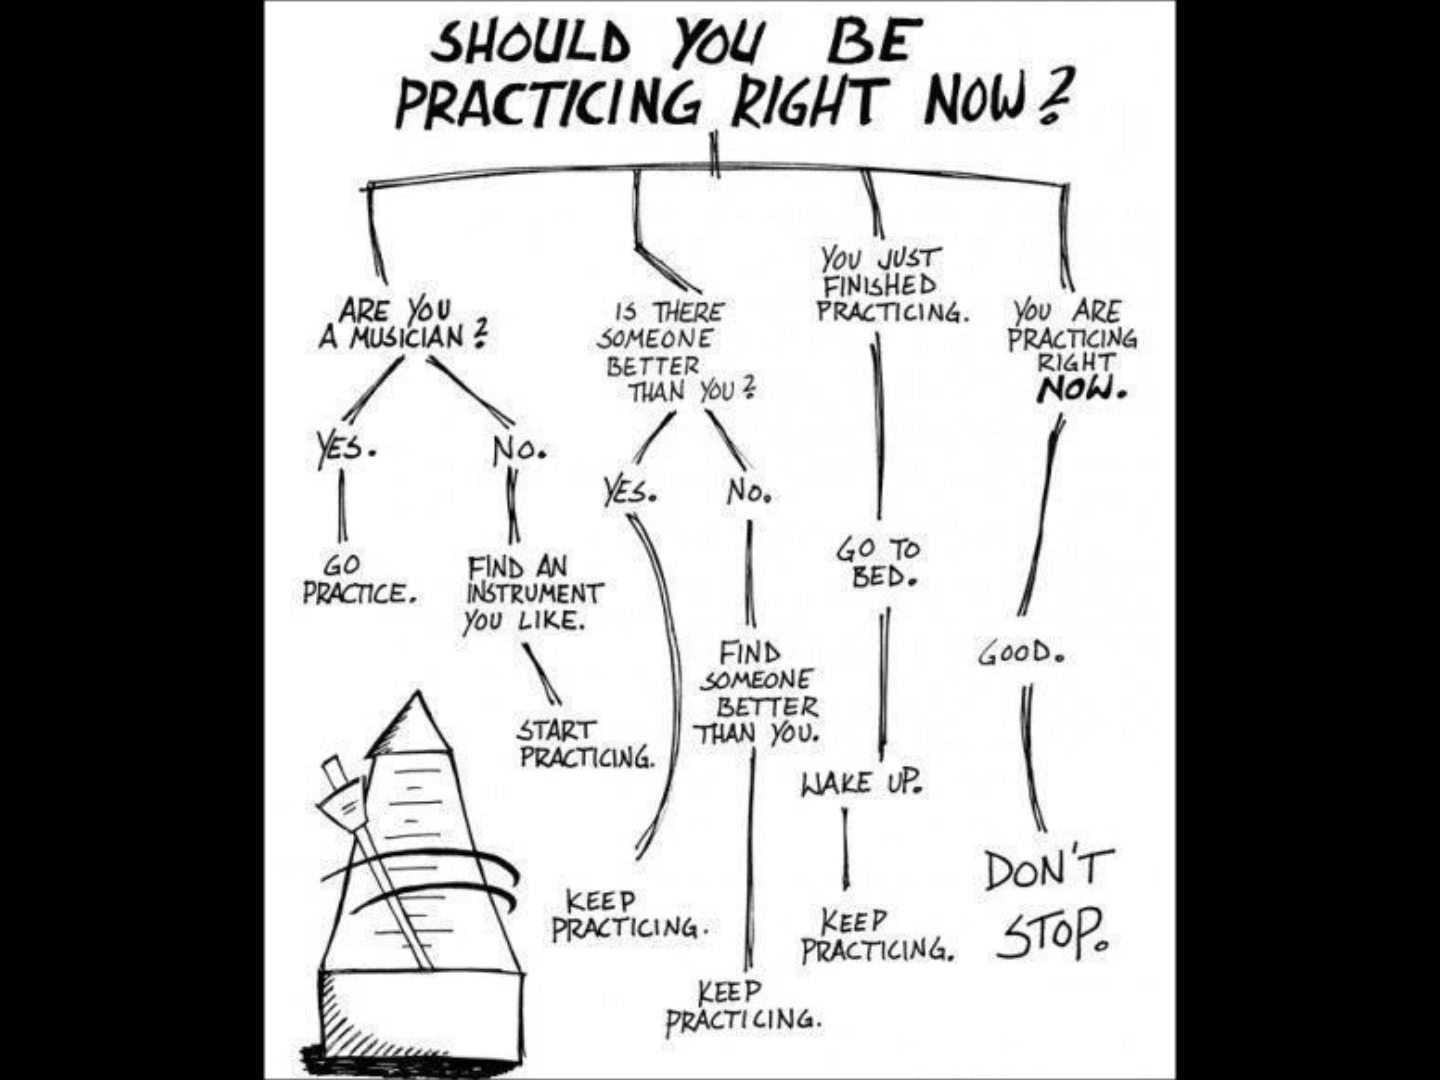 SHOULD YOU BE
PRACTICING RIGHT NOW?
ARE YOU
A MUSICIAN?
YES.
NO.
GO
PRACTICE.
FIND AN
INSTRUMENT
YOU LIKE.
START
PRACTICING.
IS THERE
SOMEONE
BETTER
THAN YOU?
YES.
NO.
KEEP
PRACTICING.
FIND
SOMEONE
BETTER
THAN YOU.
KEEP
PRACTICING.
YOU JUST
FINISHED
PRACTICING.
GO TO
BED.
WAKE UP.
KEEP
PRACTICING.
YOU ARE
PRACTICING
RIGHT
NOW.
GOOD.
DON'T
STOP.